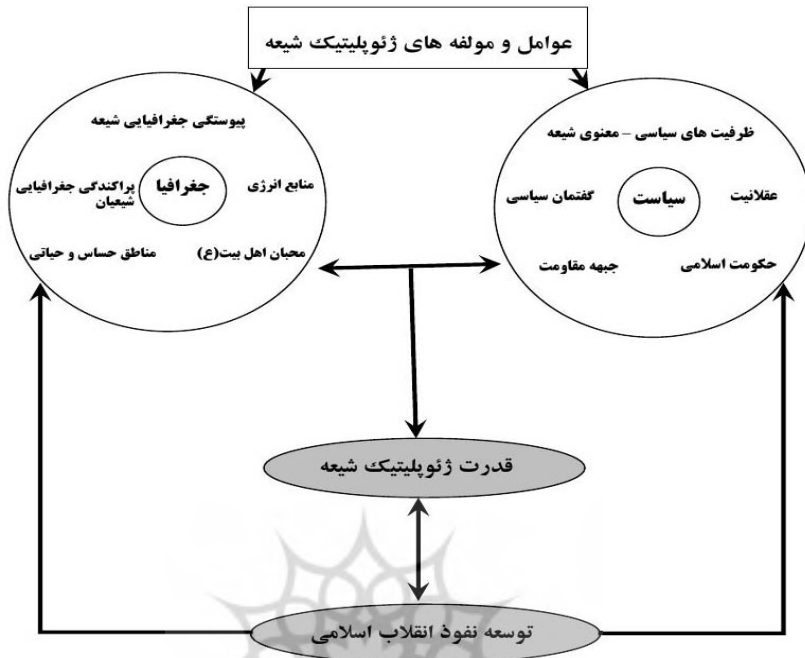 عوامل و مولفه های ژئوپلیتیک شیعه
ظرفیت های سیاسی – معنوی شیعه
عقلانیت
سیاست
گفتمان سیاسی
حکومت اسلامی
جبهه مقاومت
پیوستگی جغرافیایی شیعه
منابع انرژی
جغرافیا
پراکندگی جغرافیایی
شیعیان
محبان اهل بیت(ع)
مناطق حساس و حیاتی
قدرت ژئوپلیتیک شیعه
توسعه نفوذ انقلاب اسلامی